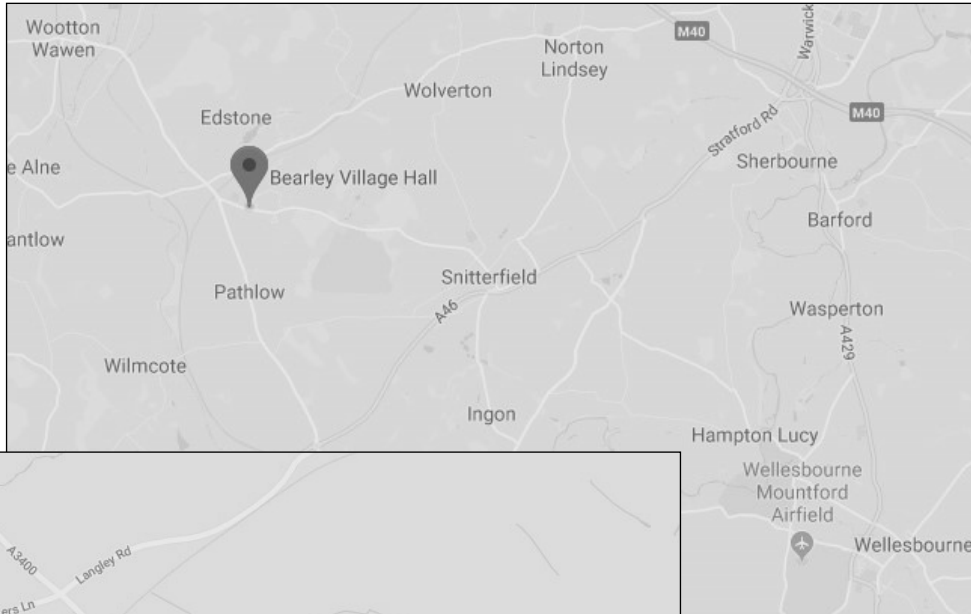 Wootton
Wawen
Norton
Lindsey
M40
Warwick
Wolverton
Edstone
M40
Stratford Rd
Sherbourne
e Alne
Bearley Village Hall
Barford
antlow
Snitterfield
Pathlow
A46
Wasperton
A429
Wilmcote
Ingon
Hampton Lucy
Wellesbourne
Mountford
Airfield
Wellesbourne
A3400
Langley Rd
ers Ln